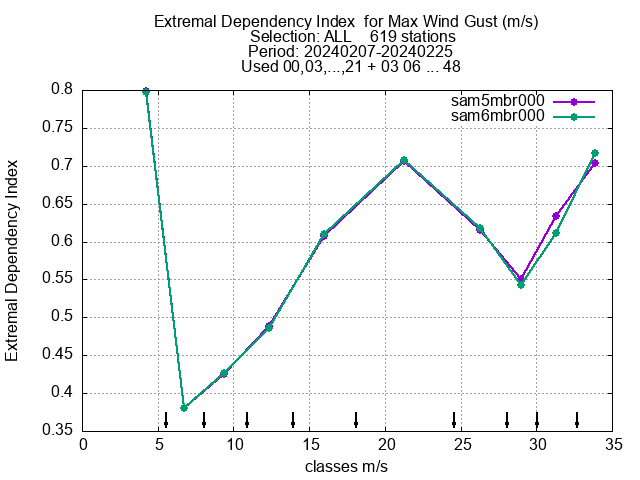 Extremal Dependency Index  for Max Wind Gust (m/s)
Selection: ALL    619 stations
Period: 20240207-20240225
Used 00,03,...,21 + 03 06 ... 48
sam5mbr000
sam6mbr000
Extremal Dependency Index
0.8
0.75
0.7
0.65
0.6
0.55
0.5
0.45
0.4
0.35
0 5 10 15 20 25 30 35
classes m/s